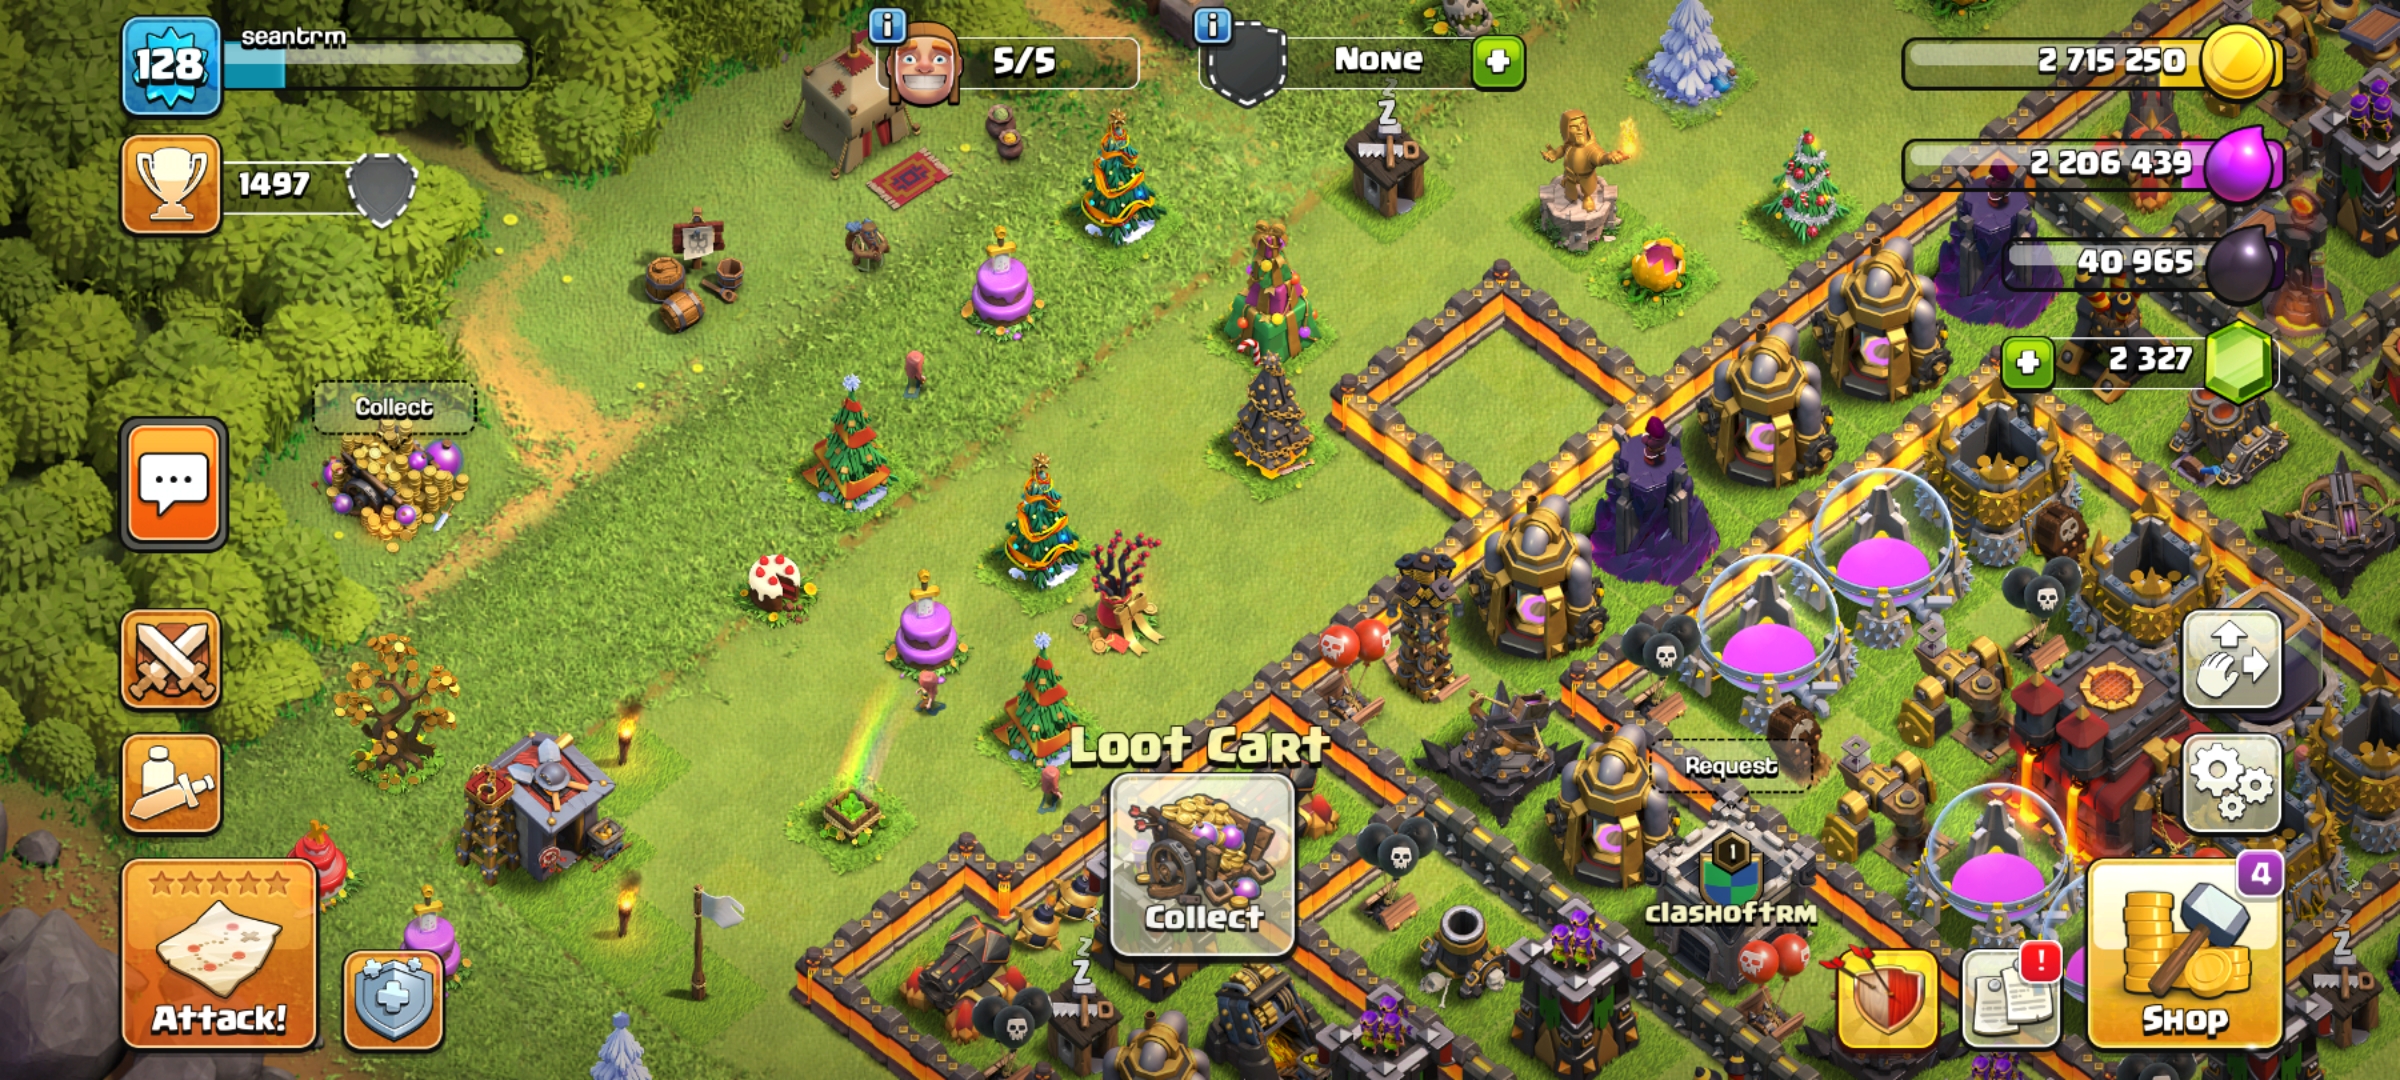 128
seantrm
i
5/5
i
None
2 715 250
1497
2 206 439
40 965
2 327
Collect
Z
Z
Loot Cart
Collect
Request
1
clashoftRM
Z
Z
Z
Z
4
!
Attack!
Shop